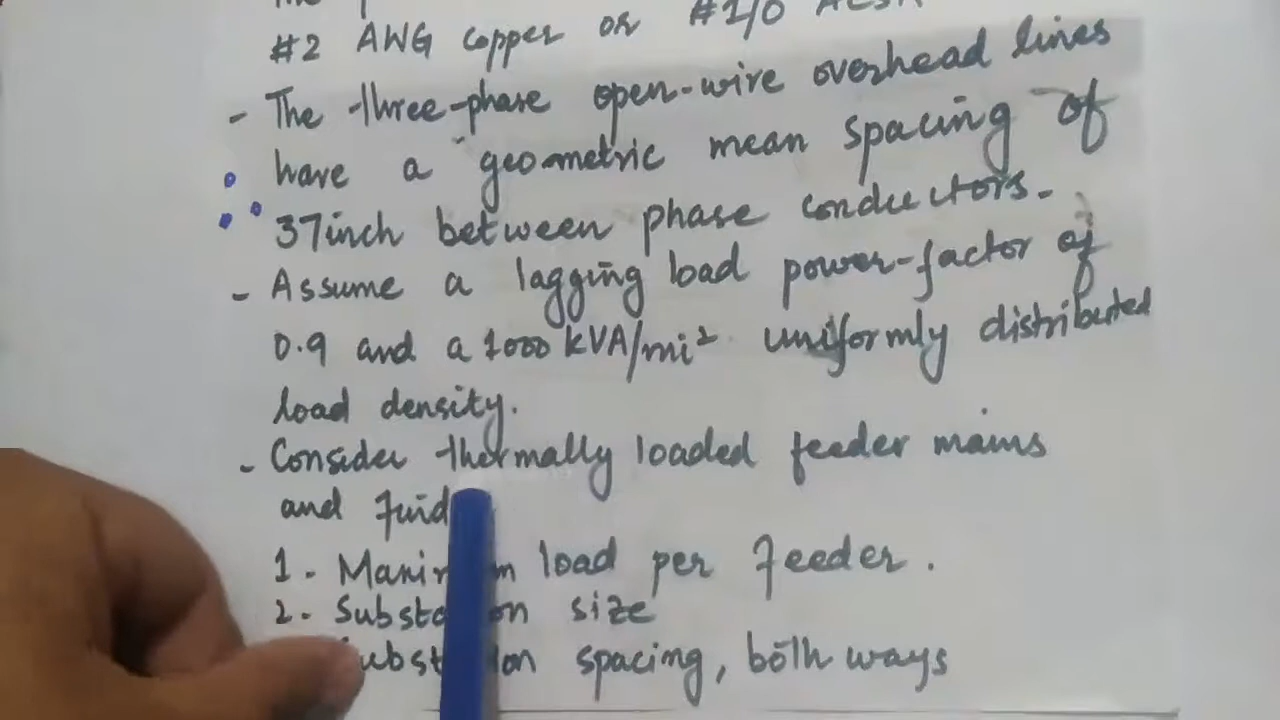 #2 AWG copper or #1/0 ACSR
- The three-phase open-wire overhead lines
have a geometric mean spacing of
37inch between phase conductors.
- Assume a lagging load power-factor of
0.9 and a 1000 kVA/mi² uniformly distributed
load density.
- Consider thermally loaded feeder mains
and
1. load per feeder.
2. size
spacing, both ways